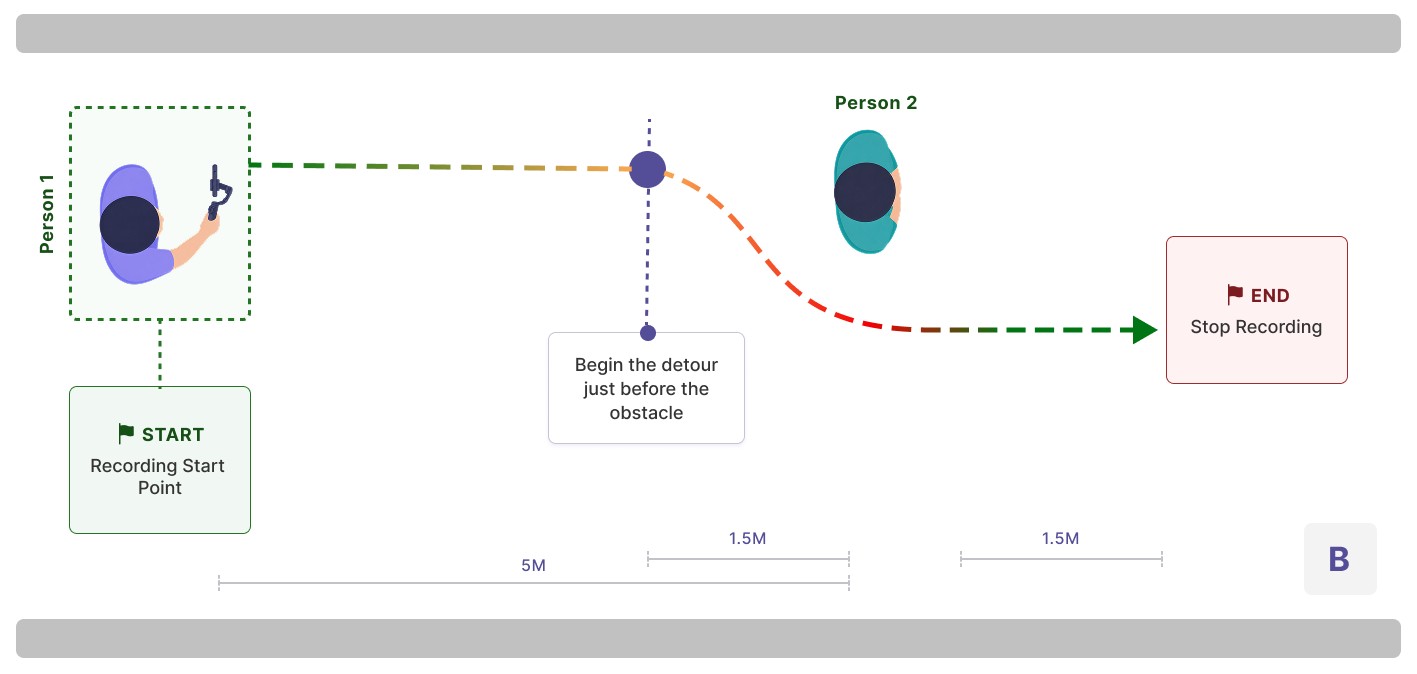 Person 1
Person 2
START
Recording Start
Point
Begin the detour
just before the
obstacle
END
Stop Recording
1.5M
1.5M
5M
B